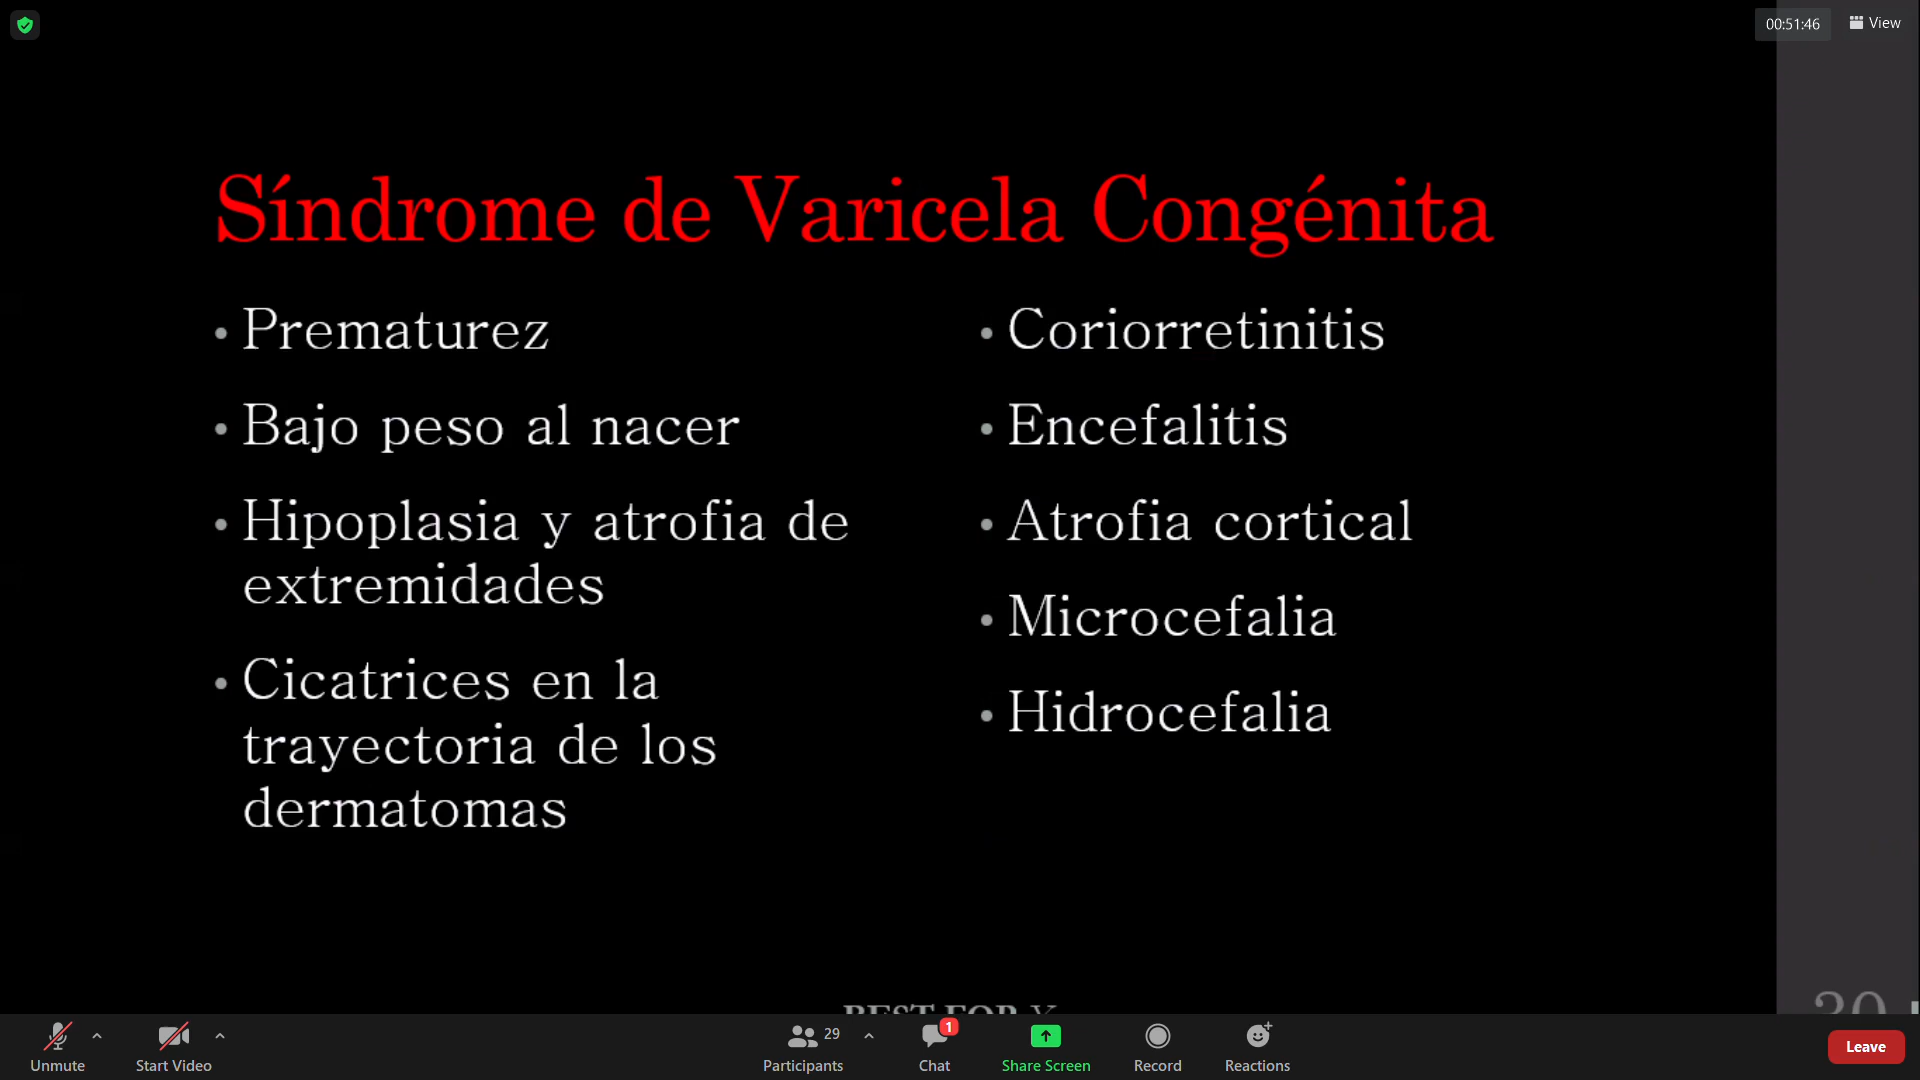 00:51:46
View
Síndrome de Varicela Congénita
• Prematurez
• Bajo peso al nacer
• Hipoplasia y atrofia de
extremidades
• Cicatrices en la
trayectoria de los
dermatomas
• Coriorretinitis
• Encefalitis
• Atrofia cortical
• Microcefalia
• Hidrocefalia
Unmute
Start Video
29
Participants
1
Chat
Share Screen
Record
Reactions
Leave